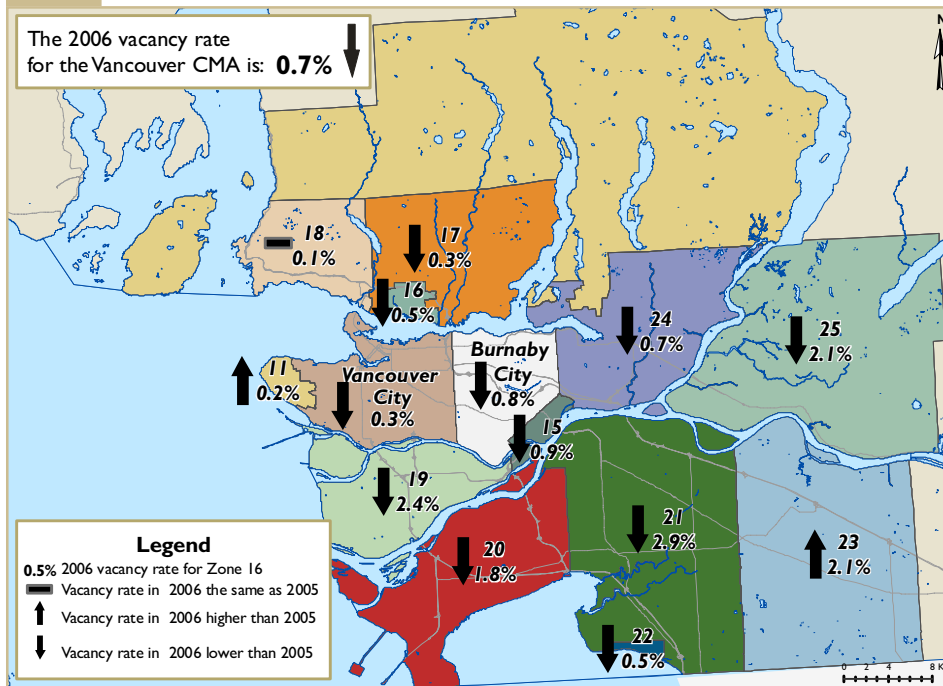 The 2006 vacancy rate
for the Vancouver CMA is: 0.7%
N
18
0.1%
17
0.3%
16
0.5%
24
0.7%
25
2.1%
11
0.2%
Vancouver
City
0.3%
Burnaby
City
0.8%
15
0.9%
19
2.4%
20
1.8%
21
2.9%
23
2.1%
22
0.5%
Legend
0.5% 2006 vacancy rate for Zone 16
Vacancy rate in 2006 the same as 2005
Vacancy rate in 2006 higher than 2005
Vacancy rate in 2006 lower than 2005
0 2 4 8 K